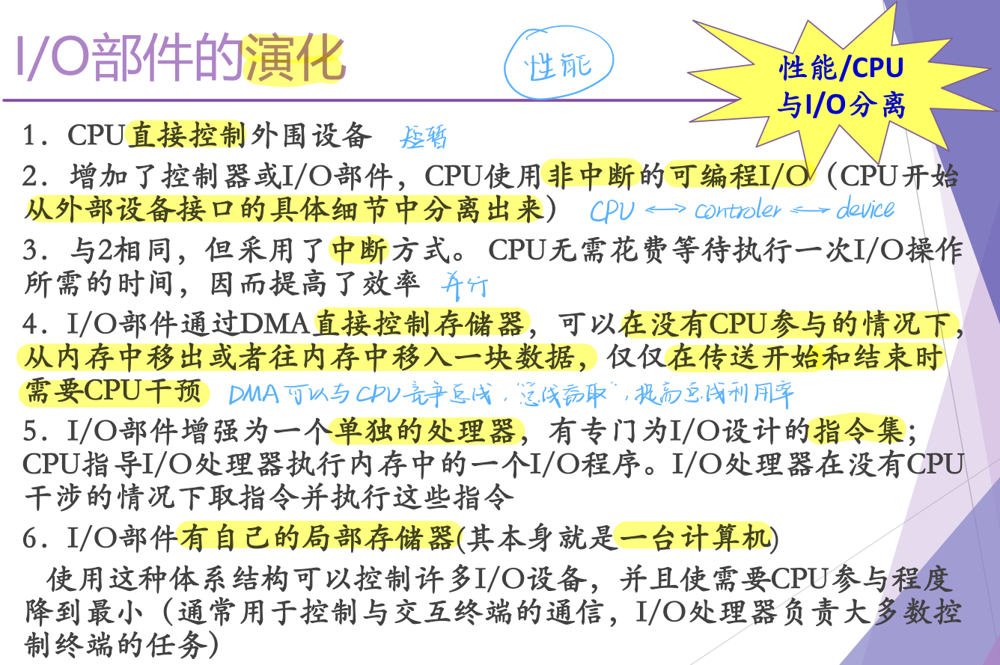 I/O部件的演化
性能
性能/CPU
与I/O分离
1. CPU直接控制外围设备 短暂
2. 增加了控制器或I/O部件，CPU使用非中断的可编程I/O（CPU开始
从外部设备接口的具体细节中分离出来） CPU ⟷ controler ⟷ device
3. 与2相同，但采用了中断方式。 CPU无需花费等待执行一次I/O操作
所需的时间，因而提高了效率 并行
4. I/O部件通过DMA直接控制存储器，可以在没有CPU参与的情况下，
从内存中移出或者往内存中移入一块数据，仅仅在传送开始和结束时
需要CPU干预 DMA可以与CPU竞争总线，"总线窃取"，提高总线利用率
5. I/O部件增强为一个单独的处理器，有专门为I/O设计的指令集；
CPU指导I/O处理器执行内存中的一个I/O程序。I/O处理器在没有CPU
干涉的情况下取指令并执行这些指令
6. I/O部件有自己的局部存储器(其本身就是一台计算机)
使用这种体系结构可以控制许多I/O设备，并且使需要CPU参与程度
降到最小（通常用于控制与交互终端的通信，I/O处理器负责大多数控
制终端的任务）